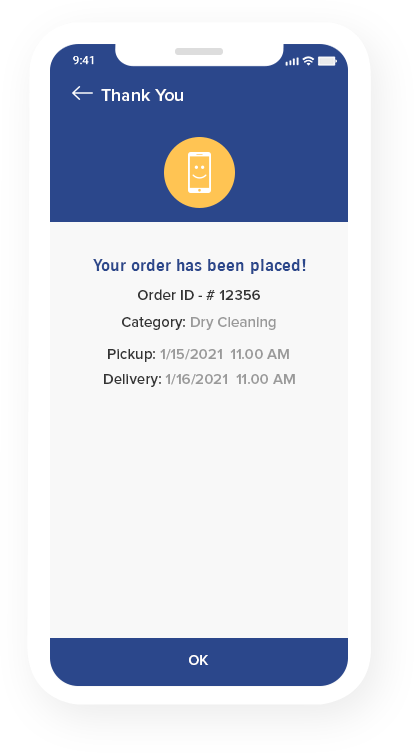 9:41
Thank You
Your order has been placed!
Order ID - # 12356
Category: Dry Cleaning
Pickup: 1/15/2021 11.00 AM
Delivery: 1/16/2021 11.00 AM
OK